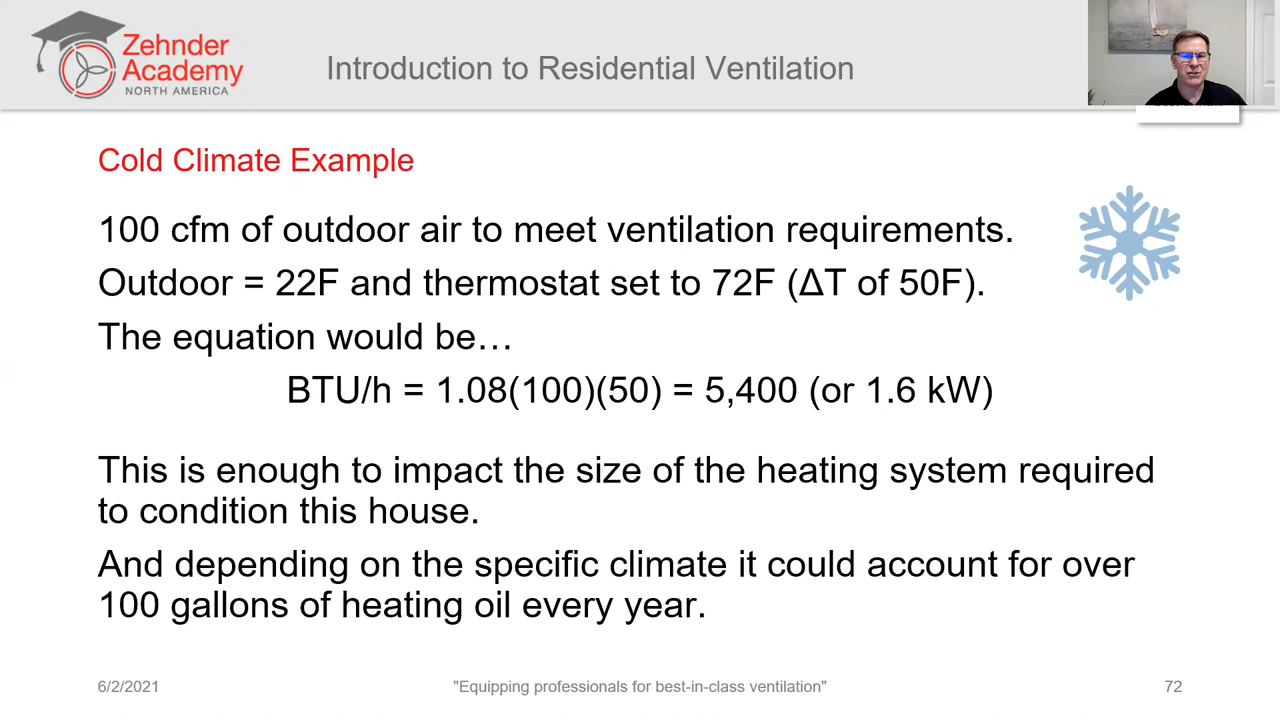 Zehnder
Academy
NORTH AMERICA
Introduction to Residential Ventilation
Cold Climate Example
100 cfm of outdoor air to meet ventilation requirements.
Outdoor = 22F and thermostat set to 72F (ΔT of 50F).
The equation would be…
BTU/h = 1.08(100)(50) = 5,400 (or 1.6 kW)
This is enough to impact the size of the heating system required
to condition this house.
And depending on the specific climate it could account for over
100 gallons of heating oil every year.
6/2/2021
"Equipping professionals for best-in-class ventilation"
72